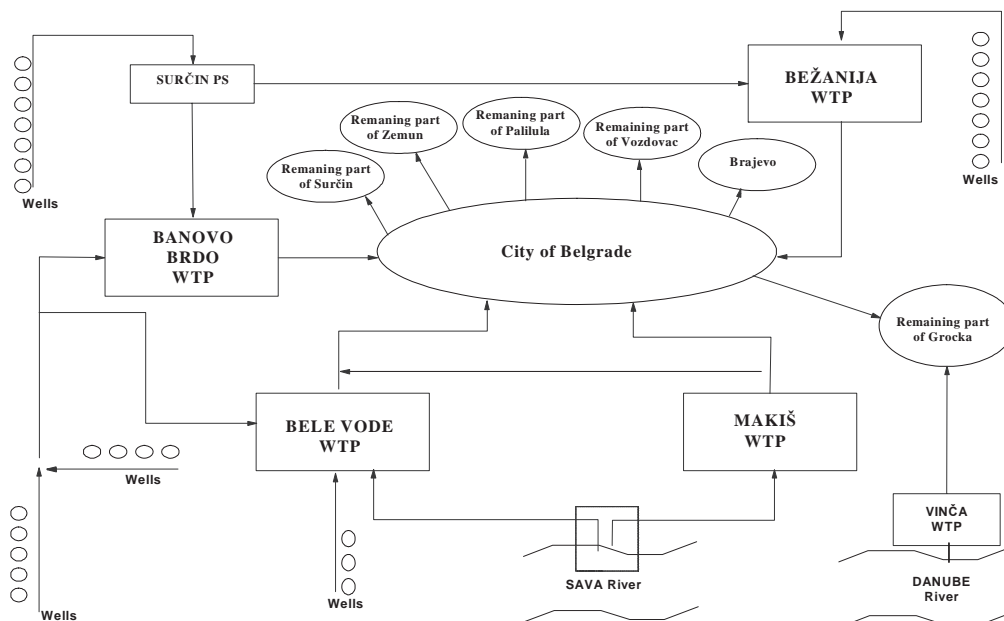 SURČIN PS
BEŽANIJA
WTP
Remaning part
of Zemun
Remaning part
of Palilula
Remaining part
of Vozdovac
Brajevo
Remaning part
of Surčin
Wells
Wells
BANOVO
BRDO
WTP
City of Belgrade
Remaining part
of Grocka
BELE VODE
WTP
MAKIŠ
WTP
Wells
VINČA
WTP
SAVA River
DANUBE
River
Wells
Wells